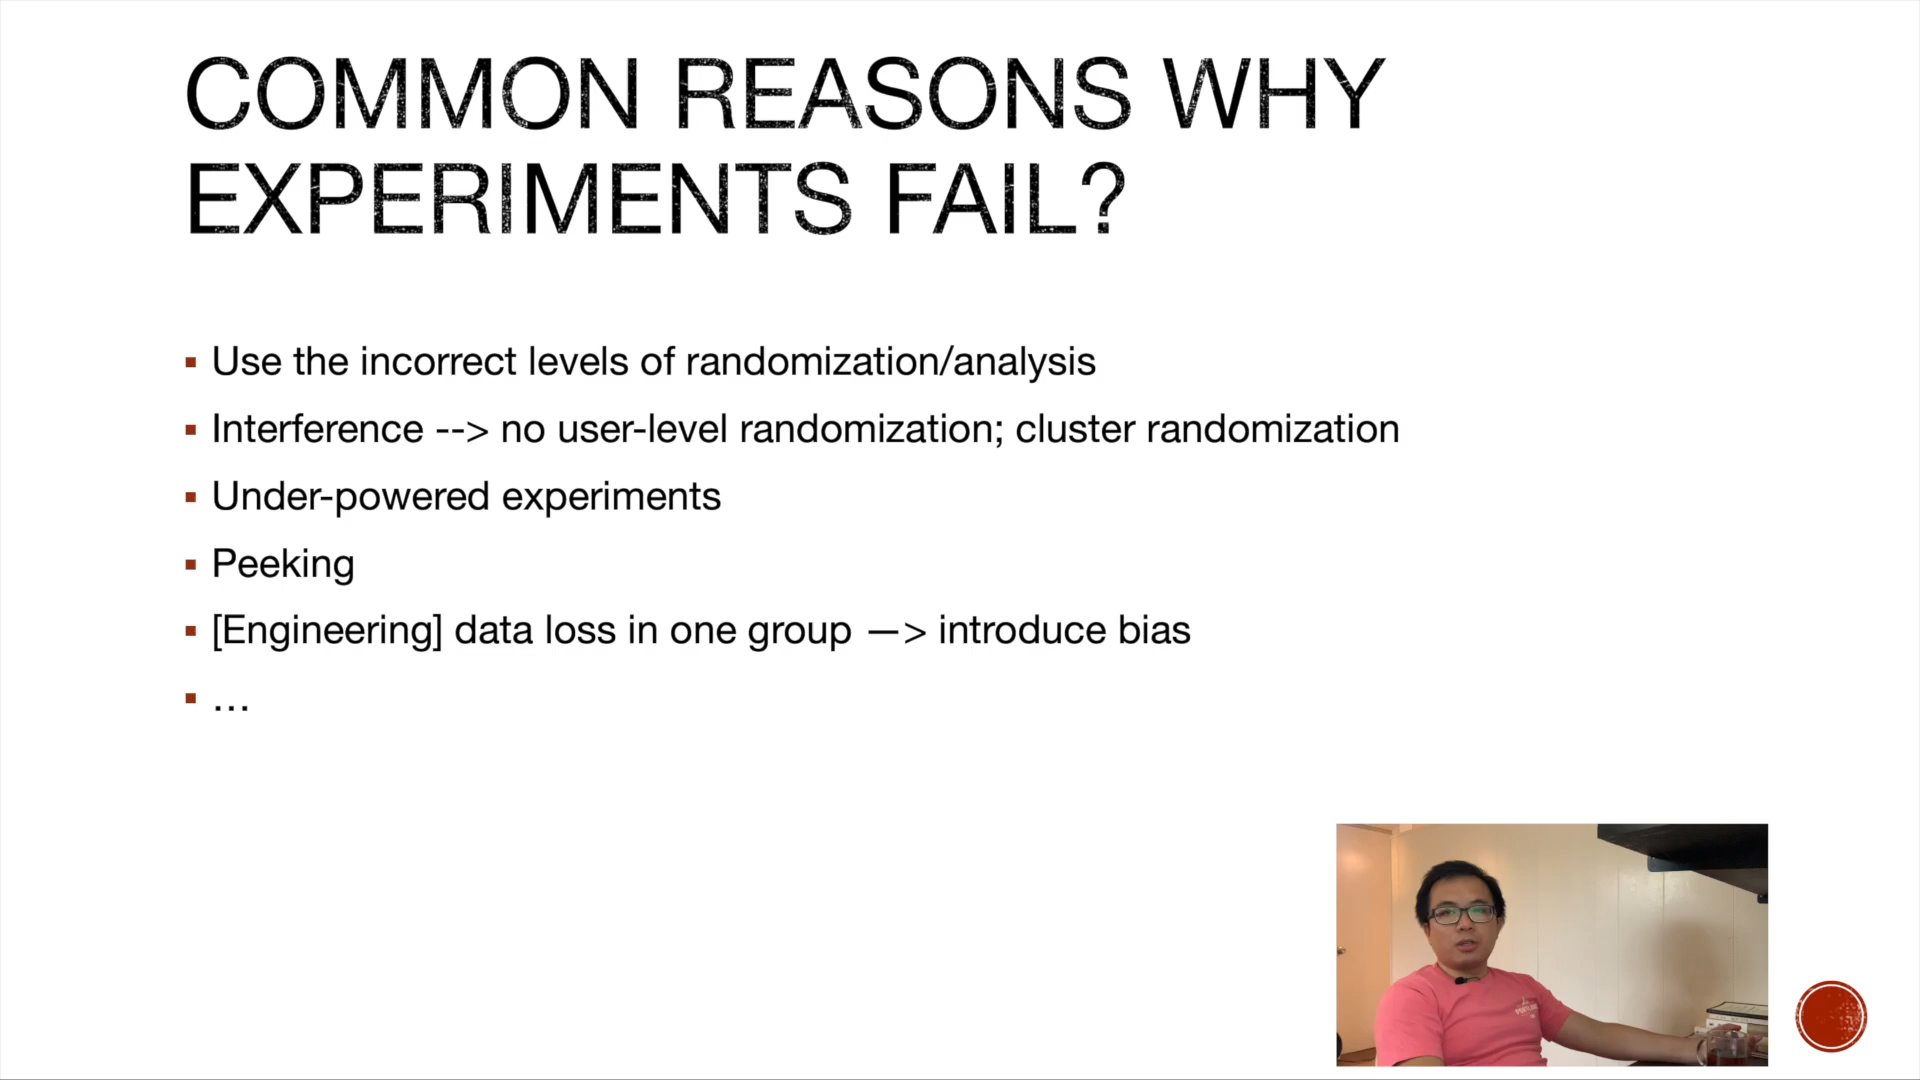 COMMON REASONS WHY
EXPERIMENTS FAIL?
▪ Use the incorrect levels of randomization/analysis
▪ Interference --> no user-level randomization; cluster randomization
▪ Under-powered experiments
▪ Peeking
▪ [Engineering] data loss in one group —> introduce bias
▪ …